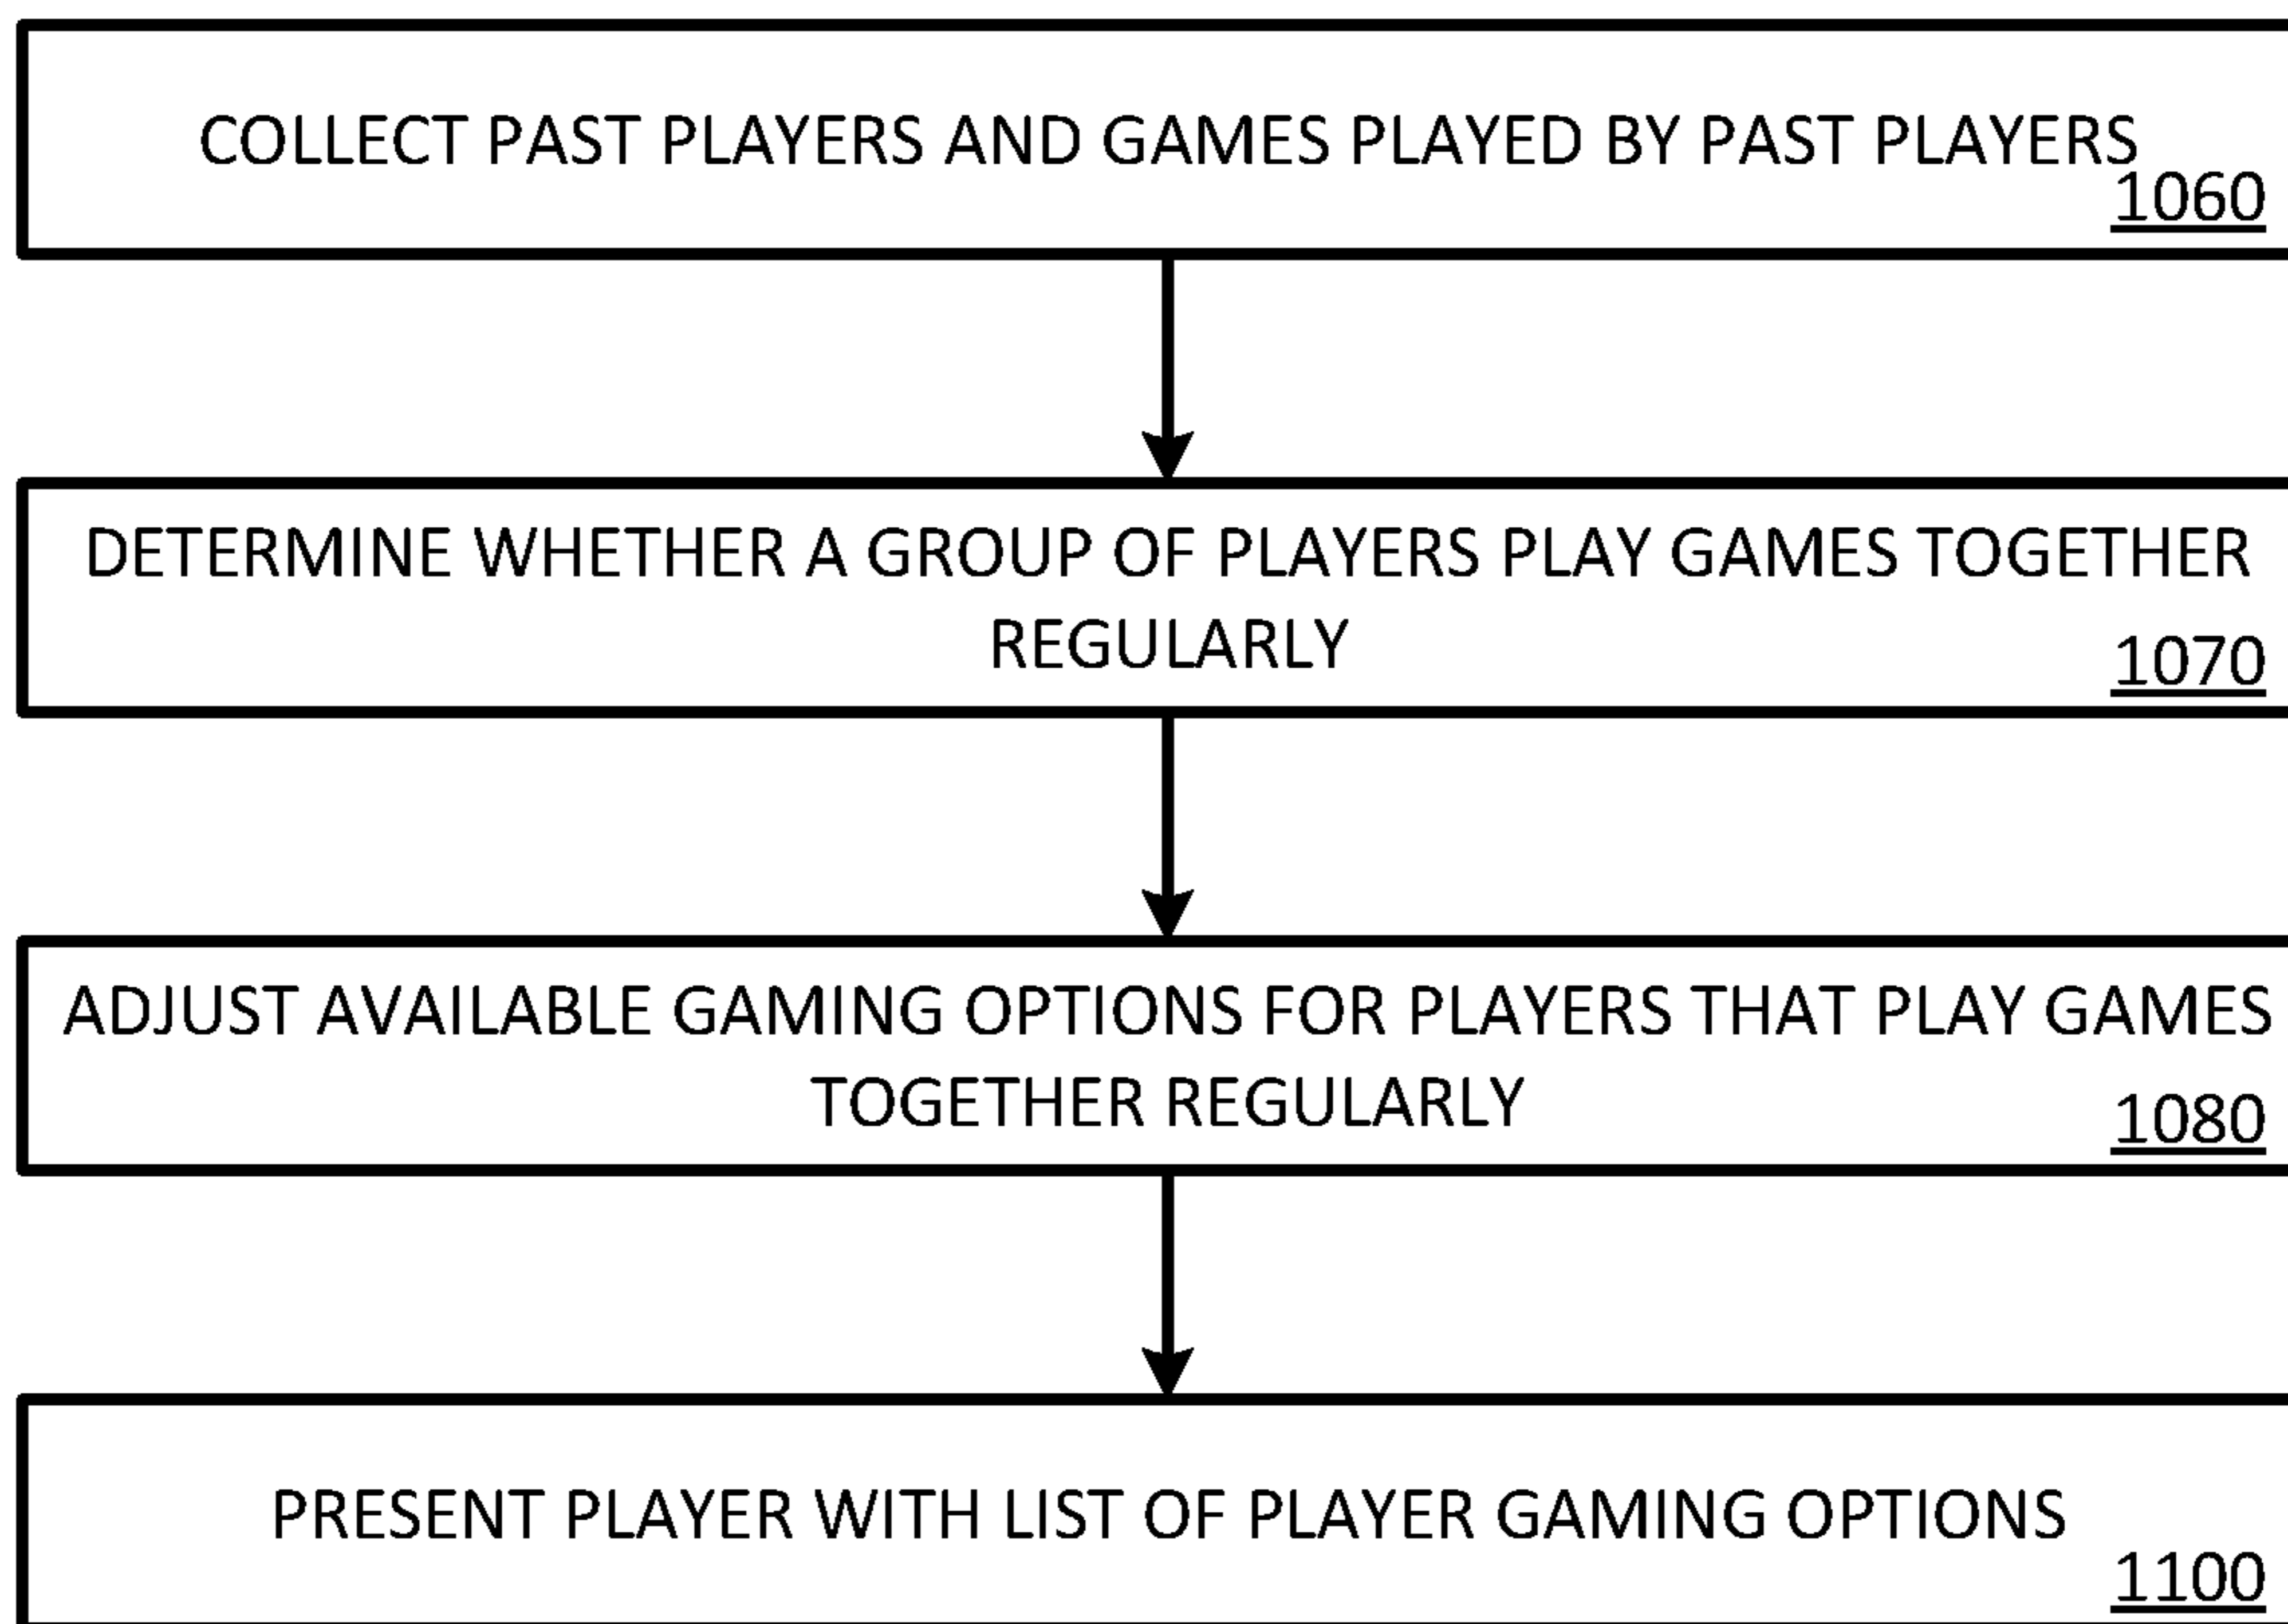 COLLECT PAST PLAYERS AND GAMES PLAYED BY PAST PLAYERS
1060
DETERMINE WHETHER A GROUP OF PLAYERS PLAY GAMES TOGETHER
REGULARLY
1070
ADJUST AVAILABLE GAMING OPTIONS FOR PLAYERS THAT PLAY GAMES
TOGETHER REGULARLY
1080
PRESENT PLAYER WITH LIST OF PLAYER GAMING OPTIONS
1100